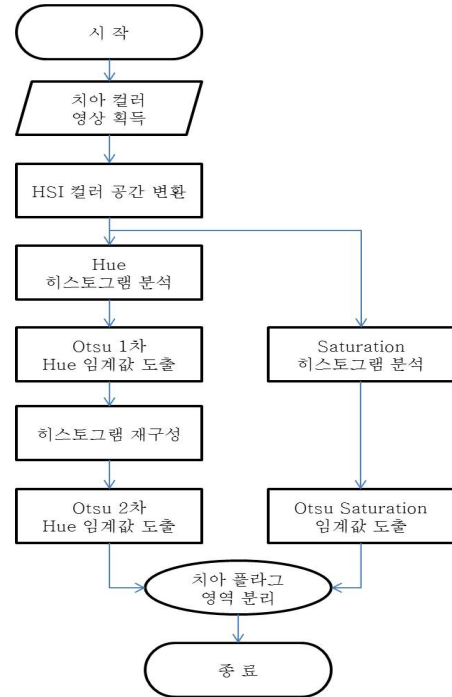 시 작
치아 컬러
영상 획득
HSI 컬러 공간 변환
Hue
히스토그램 분석
Otsu 1차
Hue 임계값 도출
히스토그램 재구성
Otsu 2차
Hue 임계값 도출
Saturation
히스토그램 분석
Otsu Saturation
임계값 도출
치아 플라그
영역 분리
종 료